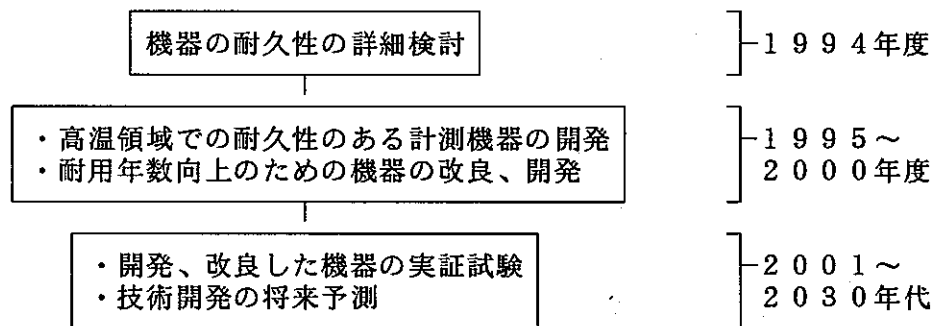 機器の耐久性の詳細検討
1994年度
・高温領域での耐久性のある計測機器の開発
・耐用年数向上のための機器の改良、開発
1995～
2000年度
・開発、改良した機器の実証試験
・技術開発の将来予測
2001～
2030年代